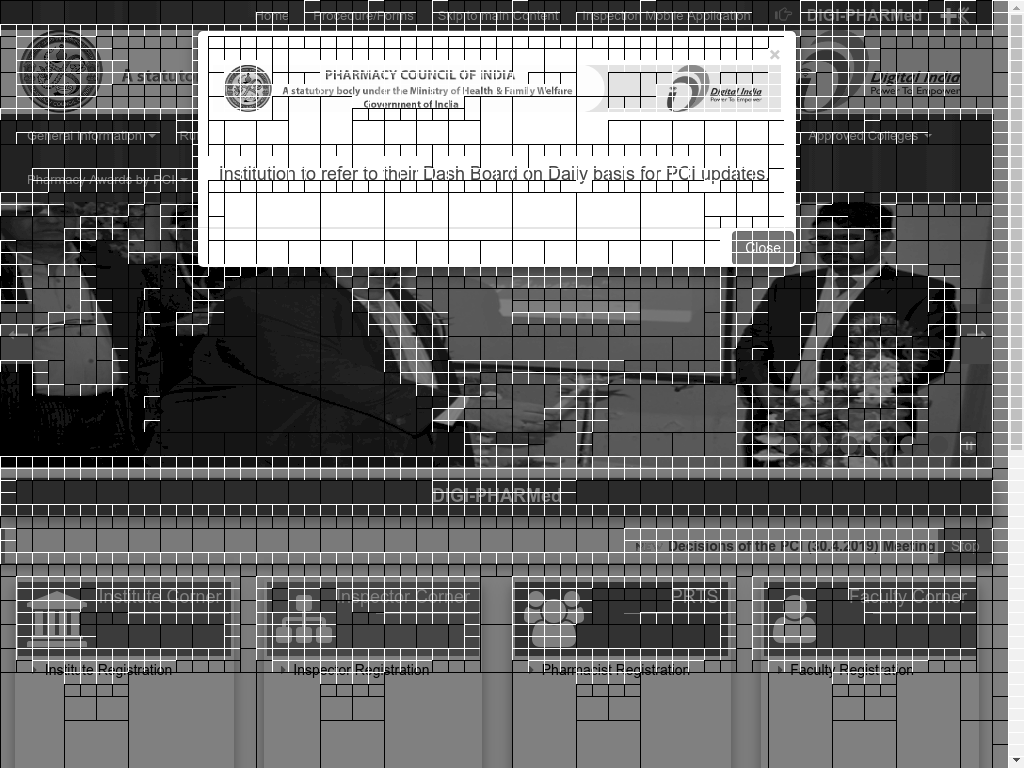 Home Procedure/Forms Skip to main Content Inspector Mobile Application DIGI-PHARMed
A statuto
PHARMACY COUNCIL OF INDIA
A statutory body under the Ministry of Health & Family Welfare
Government of India
Digital India
Power To Empower
Digital India
Power To Empower
×
General Information
Approved Colleges
Pharmacy Awards by PCI
Institution to refer to their Dash Board on Daily basis for PCI updates.
Close
DIGI-PHARMed
NEW Decisions of the PCI (30.4.2019) Meeting
Stop
Institute Corner
Inspector Corner
PRTS
Faculty Corner
Institute Registration
Inspector Registration
Pharmacist Registration
Faculty Registration